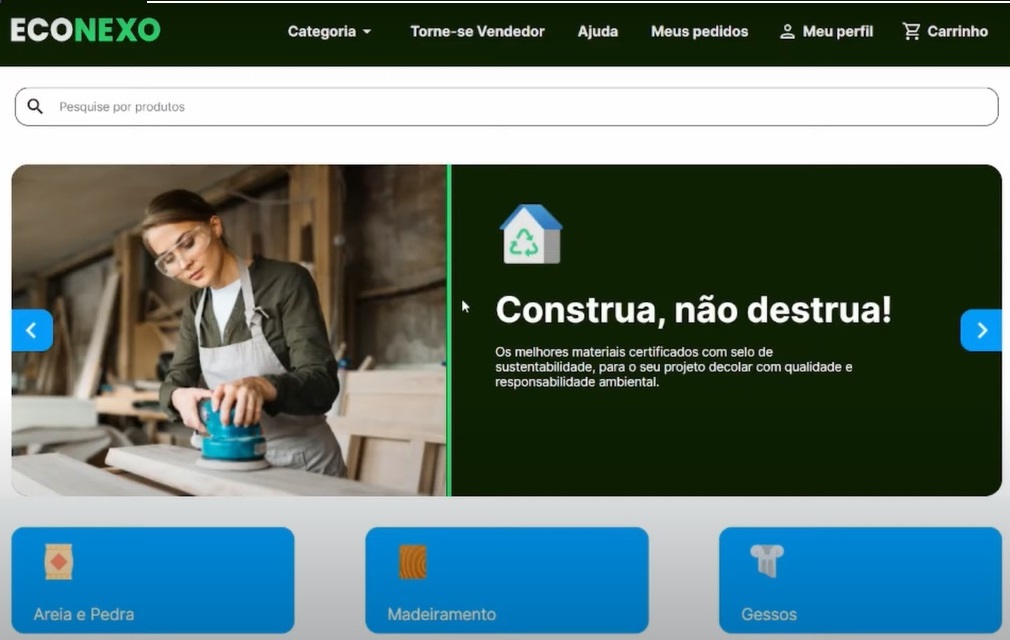 ECONEXO
Categoria
Torne-se Vendedor
Ajuda
Meus pedidos
Meu perfil
Carrinho
Pesquise por produtos
Construa, não destrua!
Os melhores materiais certificados com selo de
sustentabilidade, para o seu projeto decolar com qualidade e
responsabilidade ambiental.
Areia e Pedra
Madeiramento
Gessos